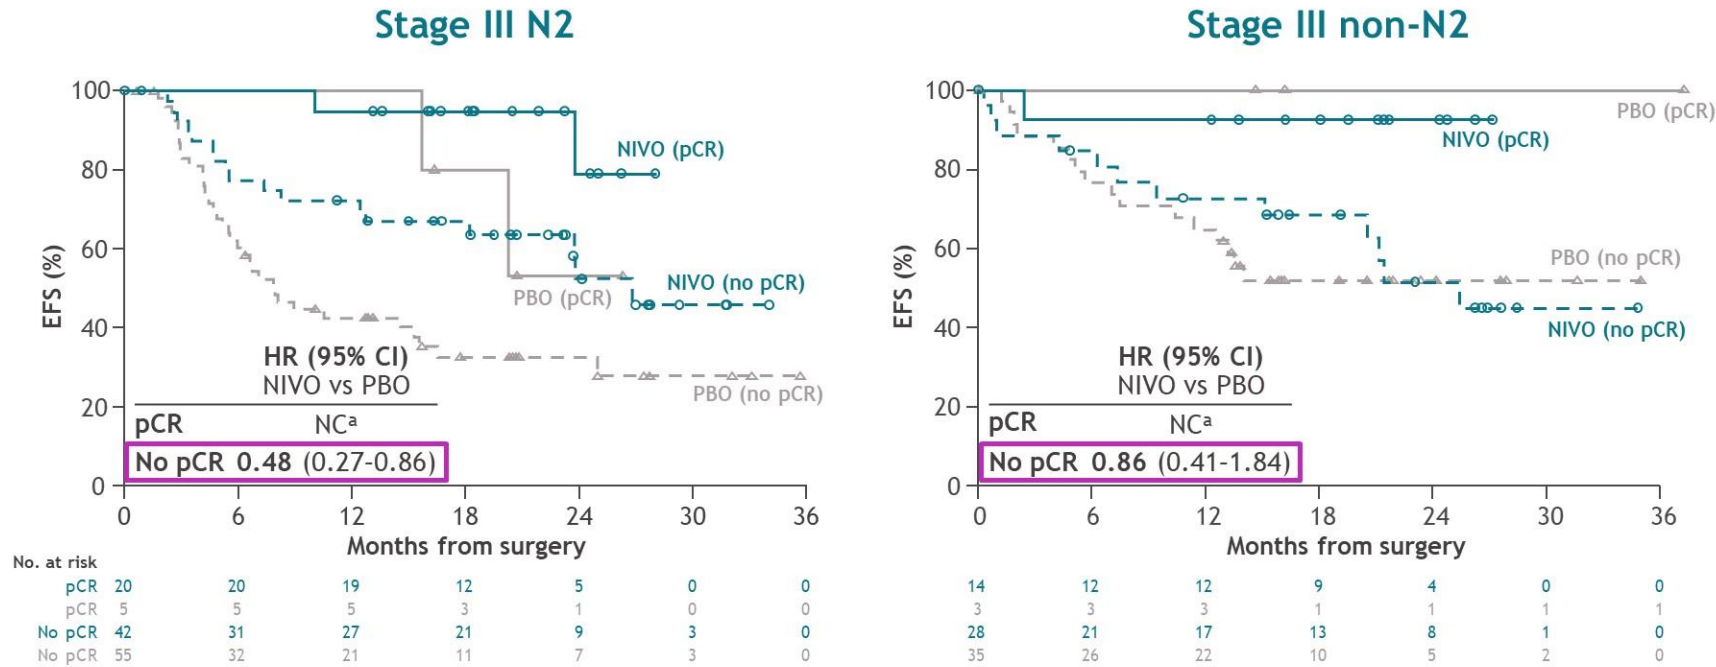 Stage III N2
100
80
60
40
20
0
EFS (%)
NIVO (pCR)
NIVO (no pCR)
PBO (pCR)
PBO (no pCR)
HR (95% CI)
NIVO vs PBO
pCR NCª
No pCR 0.48 (0.27-0.86)
0 6 12 18 24 30 36
Months from surgery
No. at risk
pCR 20 20 19 12 5 0 0
pCR 5 5 5 3 1 0 0
No pCR 42 31 27 21 9 3 0
No pCR 55 32 21 11 7 3 0
Stage III non-N2
100
80
60
40
20
0
EFS (%)
PBO (pCR)
NIVO (pCR)
PBO (no pCR)
NIVO (no pCR)
HR (95% CI)
NIVO vs PBO
pCR NCª
No pCR 0.86 (0.41-1.84)
0 6 12 18 24 30 36
Months from surgery
14 12 12 9 4 0 0
3 3 3 1 1 1 1
28 21 17 13 8 1 0
35 26 22 10 5 2 0